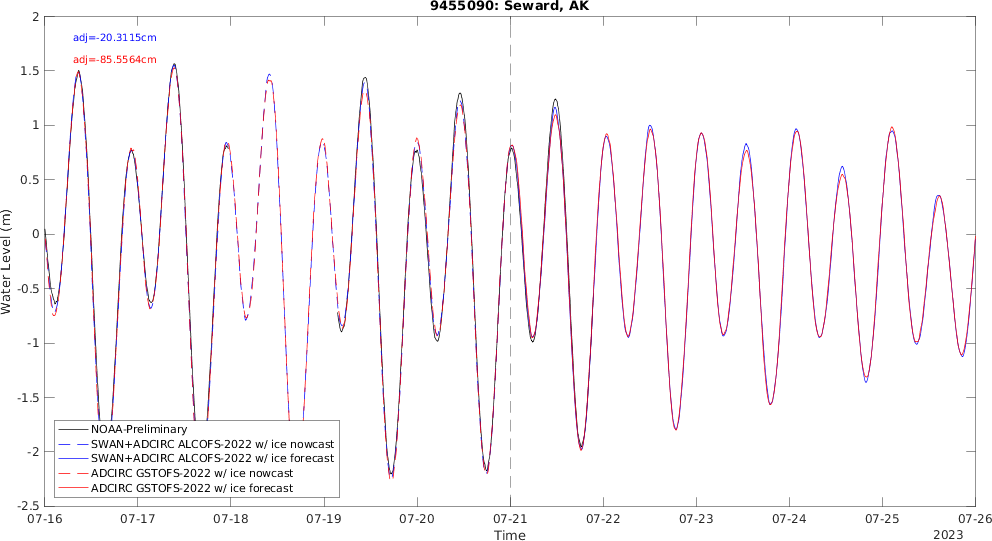 9455090: Seward, AK
adj=-20.3115cm
adj=-85.5564cm
2
1.5
1
0.5
0
-0.5
-1
-1.5
-2
-2.5
Water Level (m)
NOAA-Preliminary
SWAN+ADCIRC ALCOFS-2022 w/ ice nowcast
SWAN+ADCIRC ALCOFS-2022 w/ ice forecast
ADCIRC GSTOFS-2022 w/ ice nowcast
ADCIRC GSTOFS-2022 w/ ice forecast
07-16 07-17 07-18 07-19 07-20 07-21 07-22 07-23 07-24 07-25 07-26
Time
2023